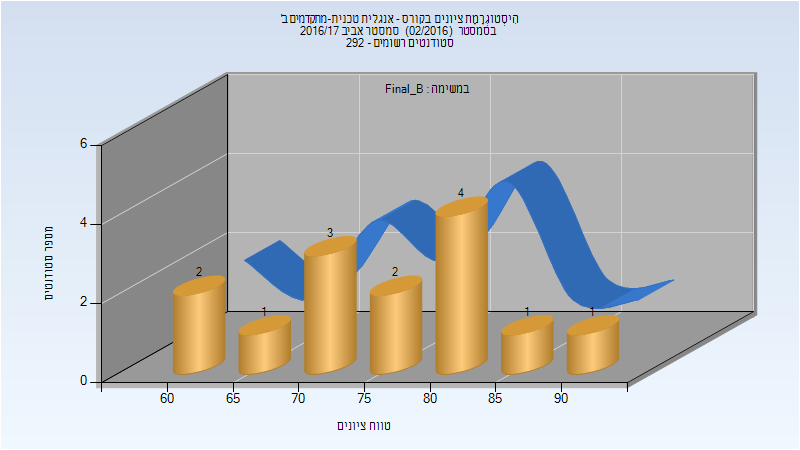 היסטוגרמת ציונים בקורס - אנגלית טכנית-מתקדמים ב'
בסמסטר (02/2016) סמסטר אביב 2016/17
סטודנטים רשומים - 292
במשימה : Final_B
מספר סטודנטים
6
4
2
0
2
1
3
2
4
1
1
60 65 70 75 80 85 90
טווח ציונים